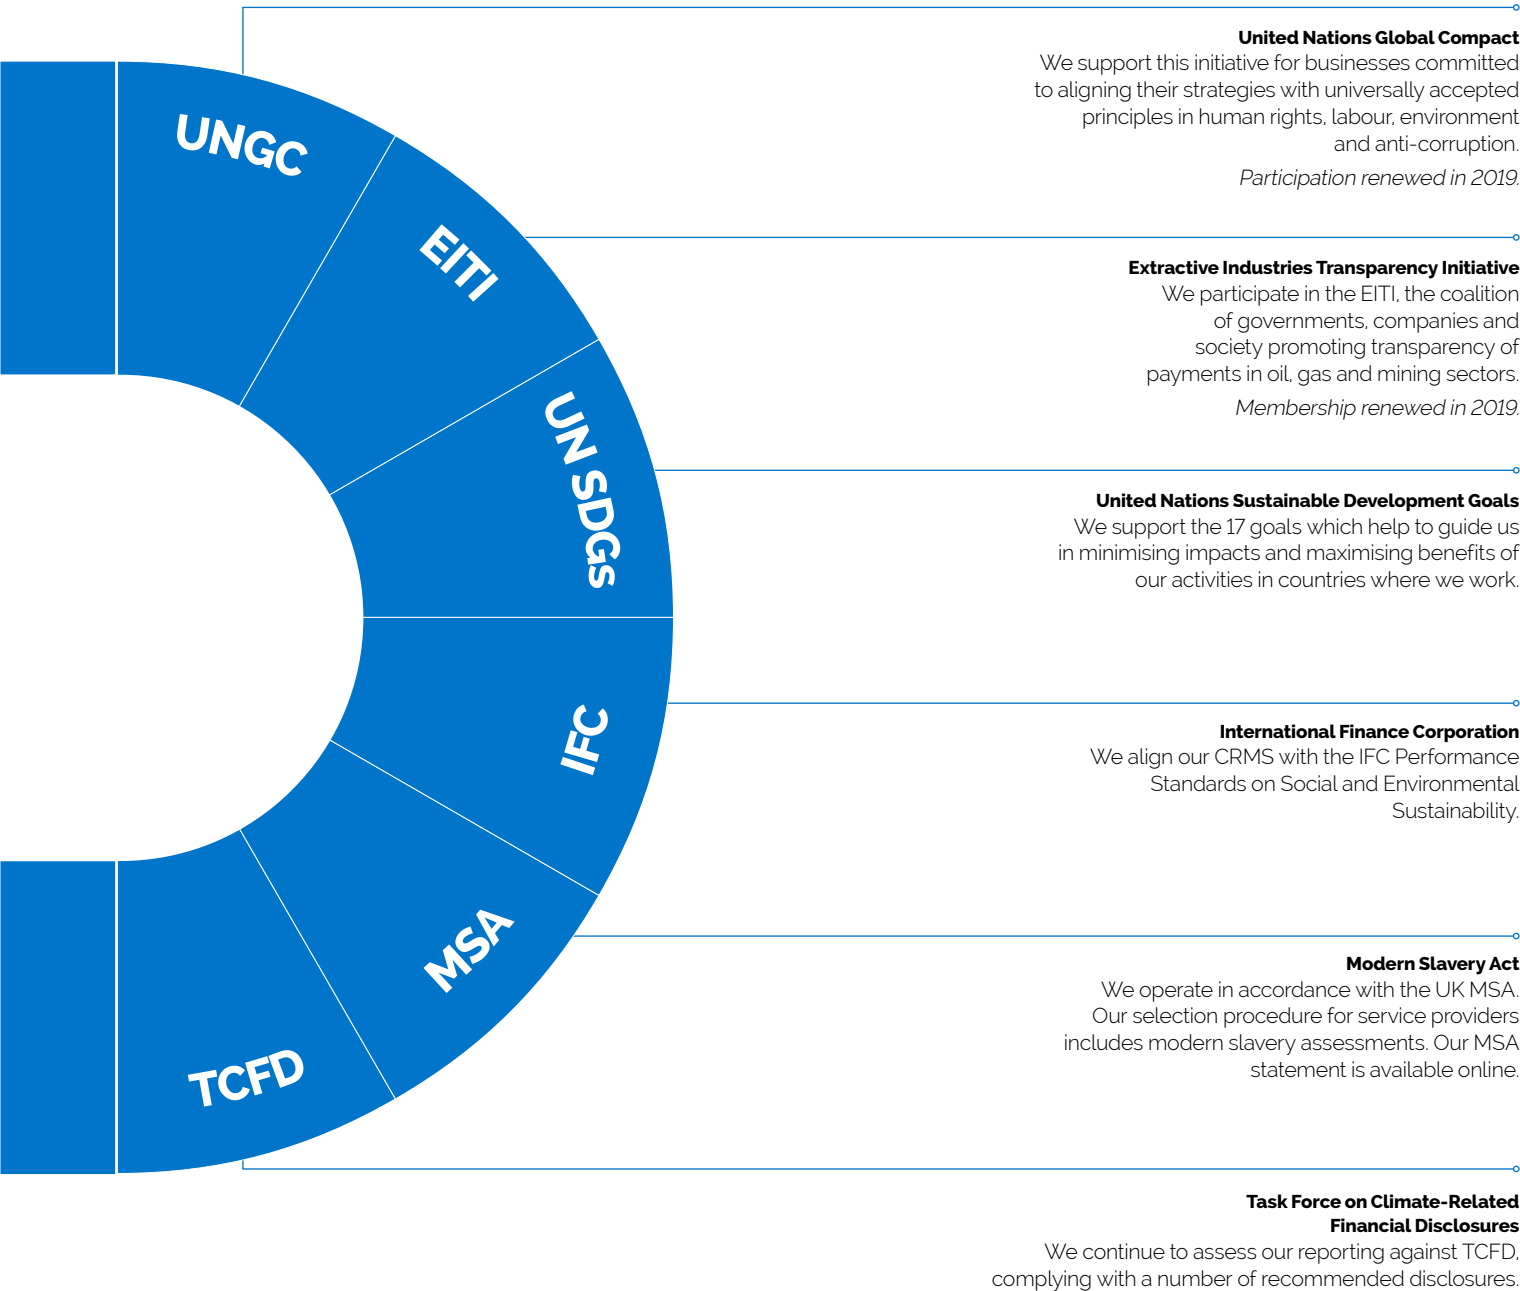 UNGC
United Nations Global Compact
We support this initiative for businesses committed
to aligning their strategies with universally accepted
principles in human rights, labour, environment
and anti-corruption.
Participation renewed in 2019.
EITI
Extractive Industries Transparency Initiative
We participate in the EITI, the coalition
of governments, companies and
society promoting transparency of
payments in oil, gas and mining sectors.
Membership renewed in 2019.
UN SDGs
United Nations Sustainable Development Goals
We support the 17 goals which help to guide us
in minimising impacts and maximising benefits of
our activities in countries where we work.
IFC
International Finance Corporation
We align our CRMS with the IFC Performance
Standards on Social and Environmental
Sustainability.
MSA
Modern Slavery Act
We operate in accordance with the UK MSA.
Our selection procedure for service providers
includes modern slavery assessments. Our MSA
statement is available online.
TCFD
Task Force on Climate-Related
Financial Disclosures
We continue to assess our reporting against TCFD,
complying with a number of recommended disclosures.